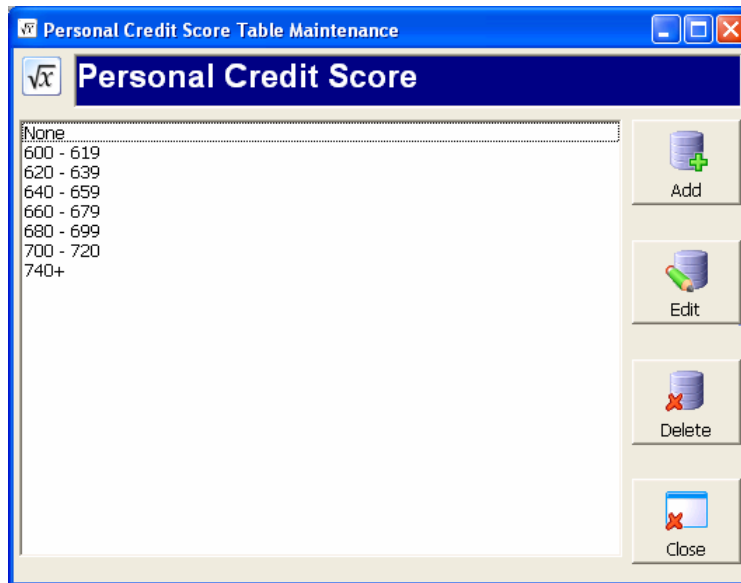 Personal Credit Score Table Maintenance
√x Personal Credit Score
None
600 - 619
620 - 639
640 - 659
660 - 679
680 - 699
700 - 720
740+
Add
Edit
Delete
Close